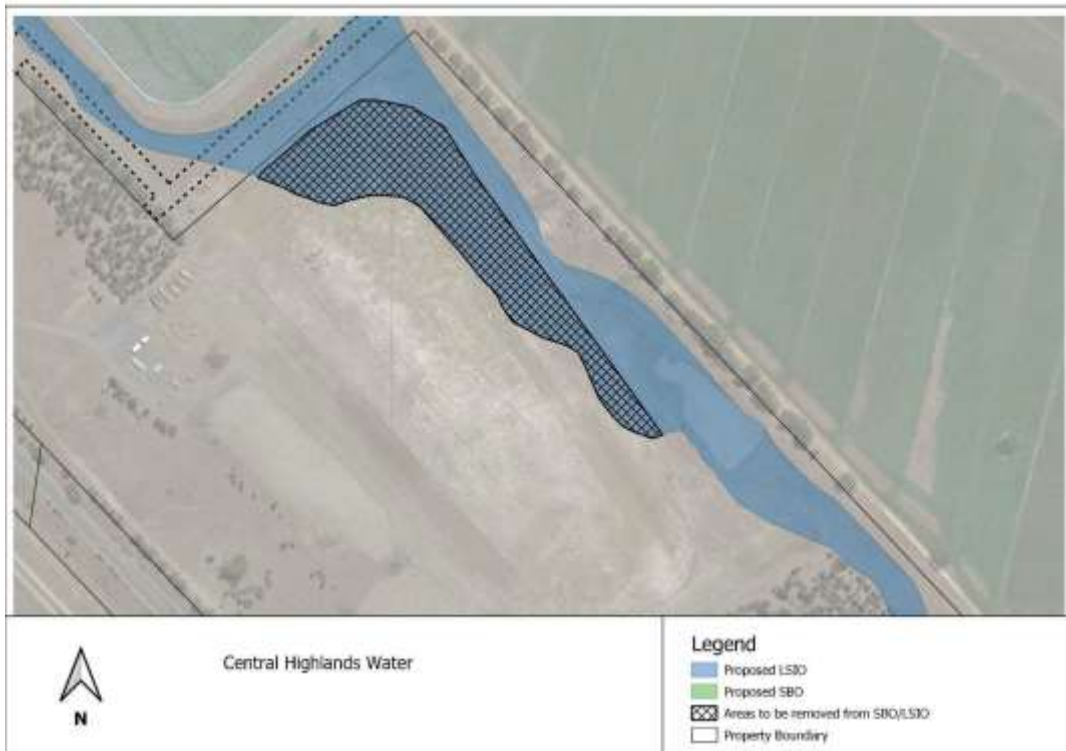 Central Highlands Water
N
Legend
Proposed LSIO
Proposed SBO
Areas to be removed from SBO/LSIO
Property Boundary